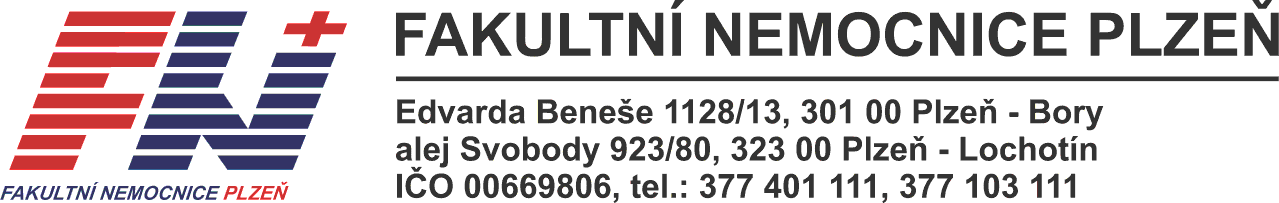 FN+
FAKULTNÍ NEMOCNICE PLZEŇ
FAKULTNÍ NEMOCNICE PLZEŇ
Edvarda Beneše 1128/13, 301 00 Plzeň - Bory
alej Svobody 923/80, 323 00 Plzeň - Lochotín
IČO 00669806, tel.: 377 401 111, 377 103 111